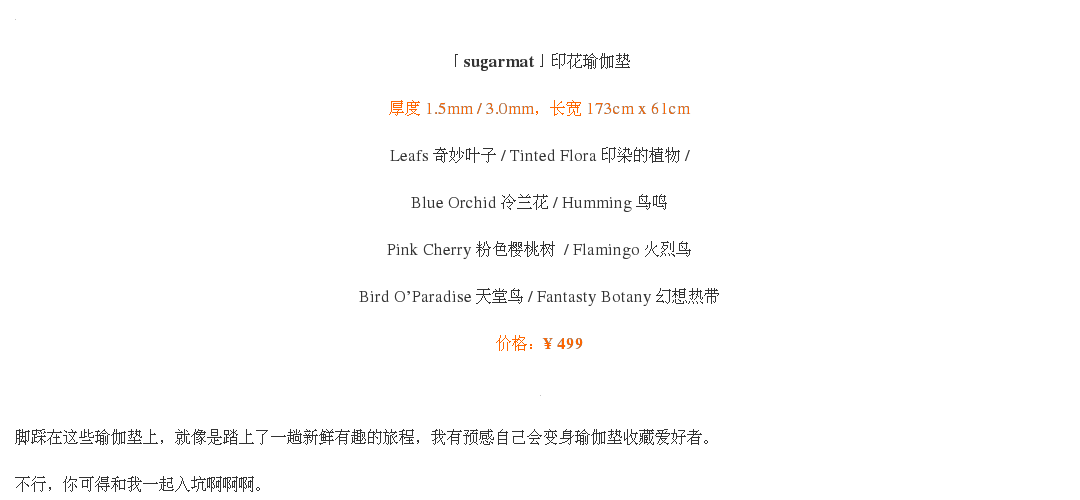 「sugarmat」印花瑜伽垫
厚度 1.5mm / 3.0mm，长宽 173cm x 61cm
Leafs 奇妙叶子 / Tinted Flora 印染的植物 /
Blue Orchid 冷兰花 / Humming 鸟鸣
Pink Cherry 粉色樱桃树 / Flamingo 火烈鸟
Bird O’Paradise 天堂鸟 / Fantasty Botany 幻想热带
价格：¥ 499
脚踩在这些瑜伽垫上，就像是踏上了一趟新鲜有趣的旅程，我有预感自己会变身瑜伽垫收藏爱好者。
不行，你可得和我一起入坑啊啊啊。